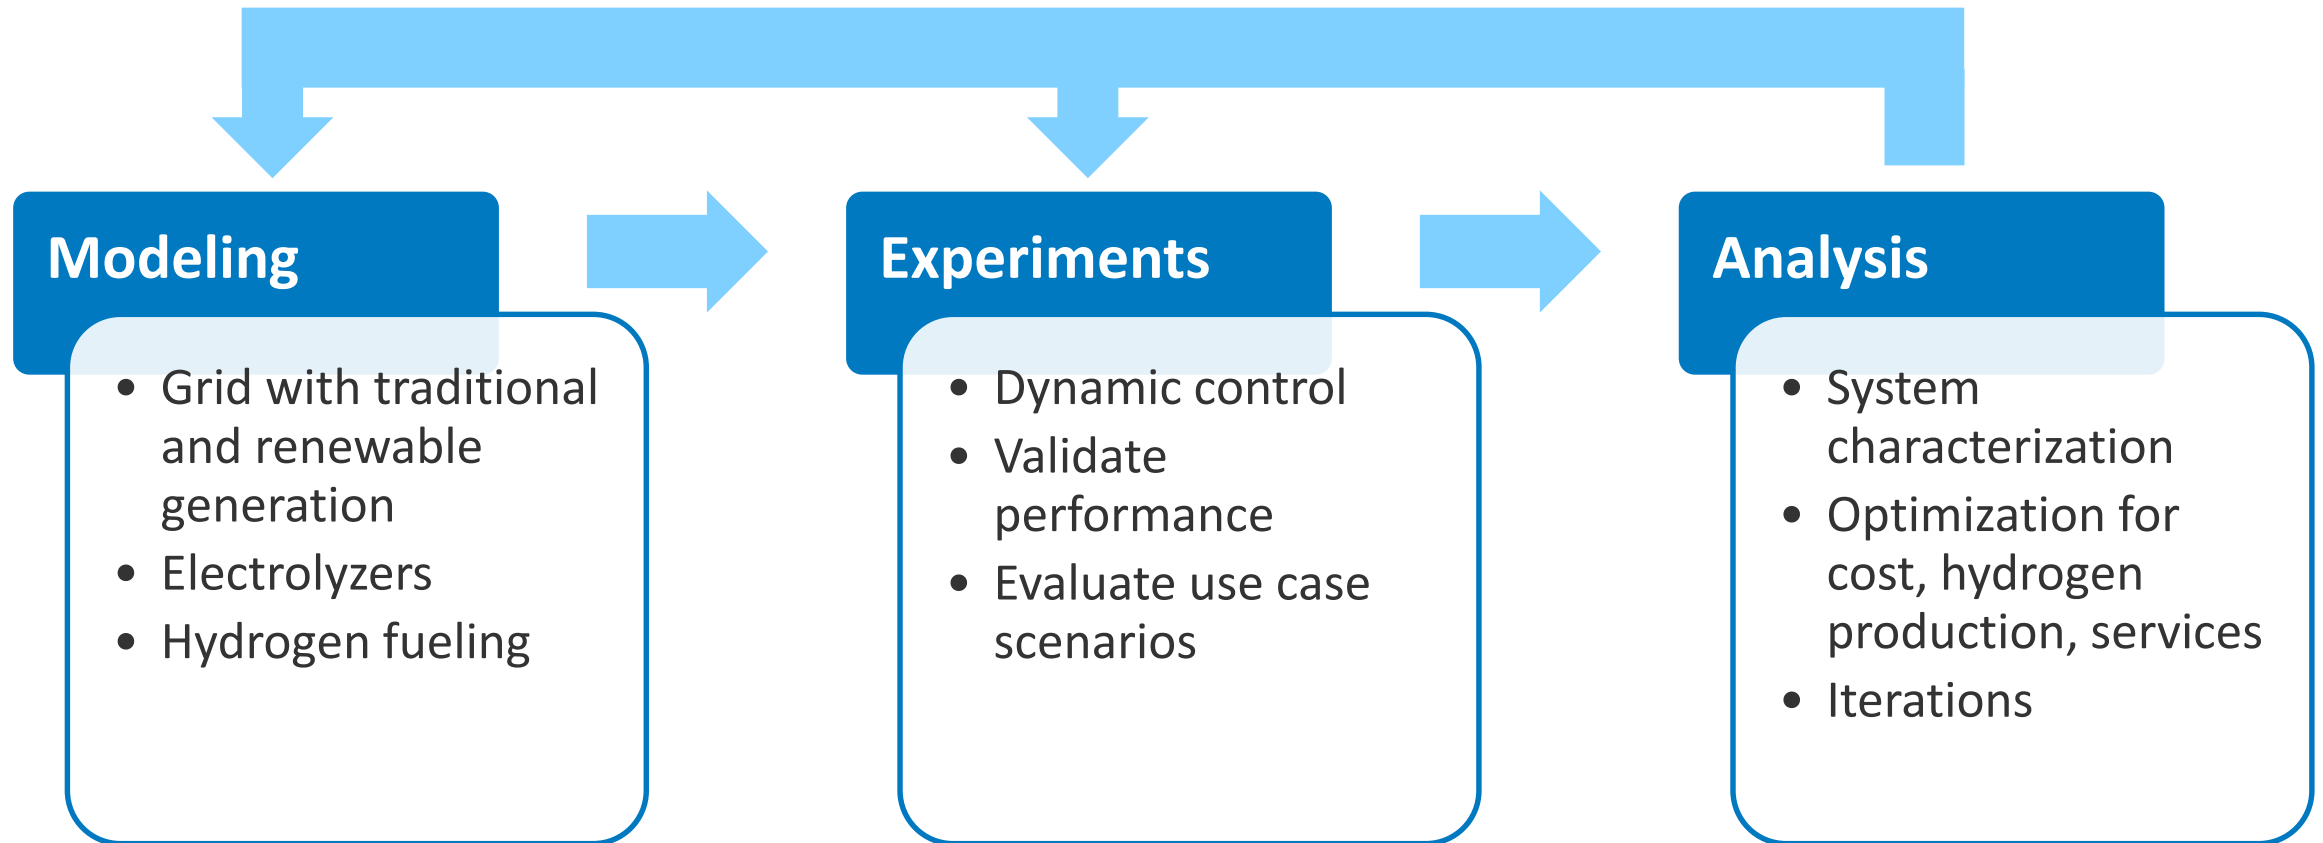 Modeling
• Grid with traditional
and renewable
generation
• Electrolyzers
• Hydrogen fueling
Experiments
• Dynamic control
• Validate
performance
• Evaluate use case
scenarios
Analysis
• System
characterization
• Optimization for
cost, hydrogen
production, services
• Iterations